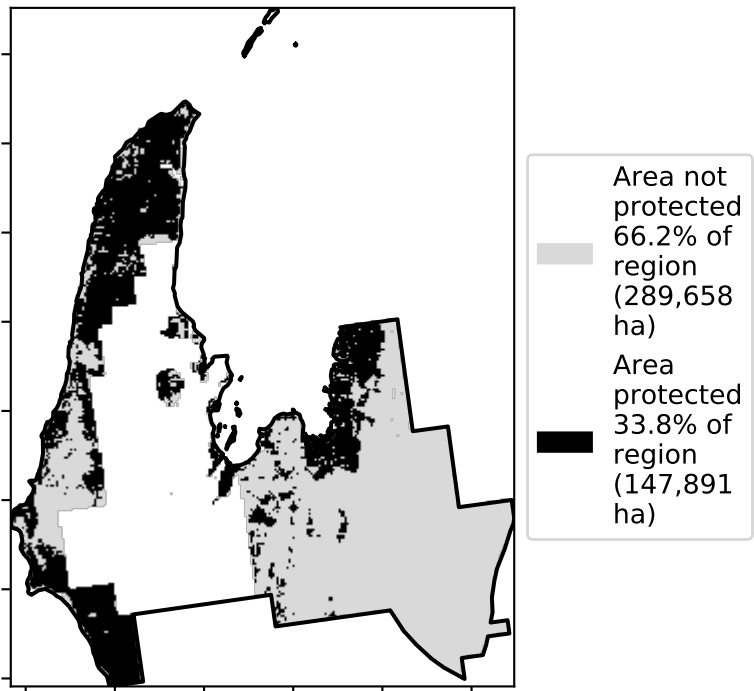 Area not
protected
66.2% of
region
(289,658
ha)
Area
protected
33.8% of
region
(147,891
ha)